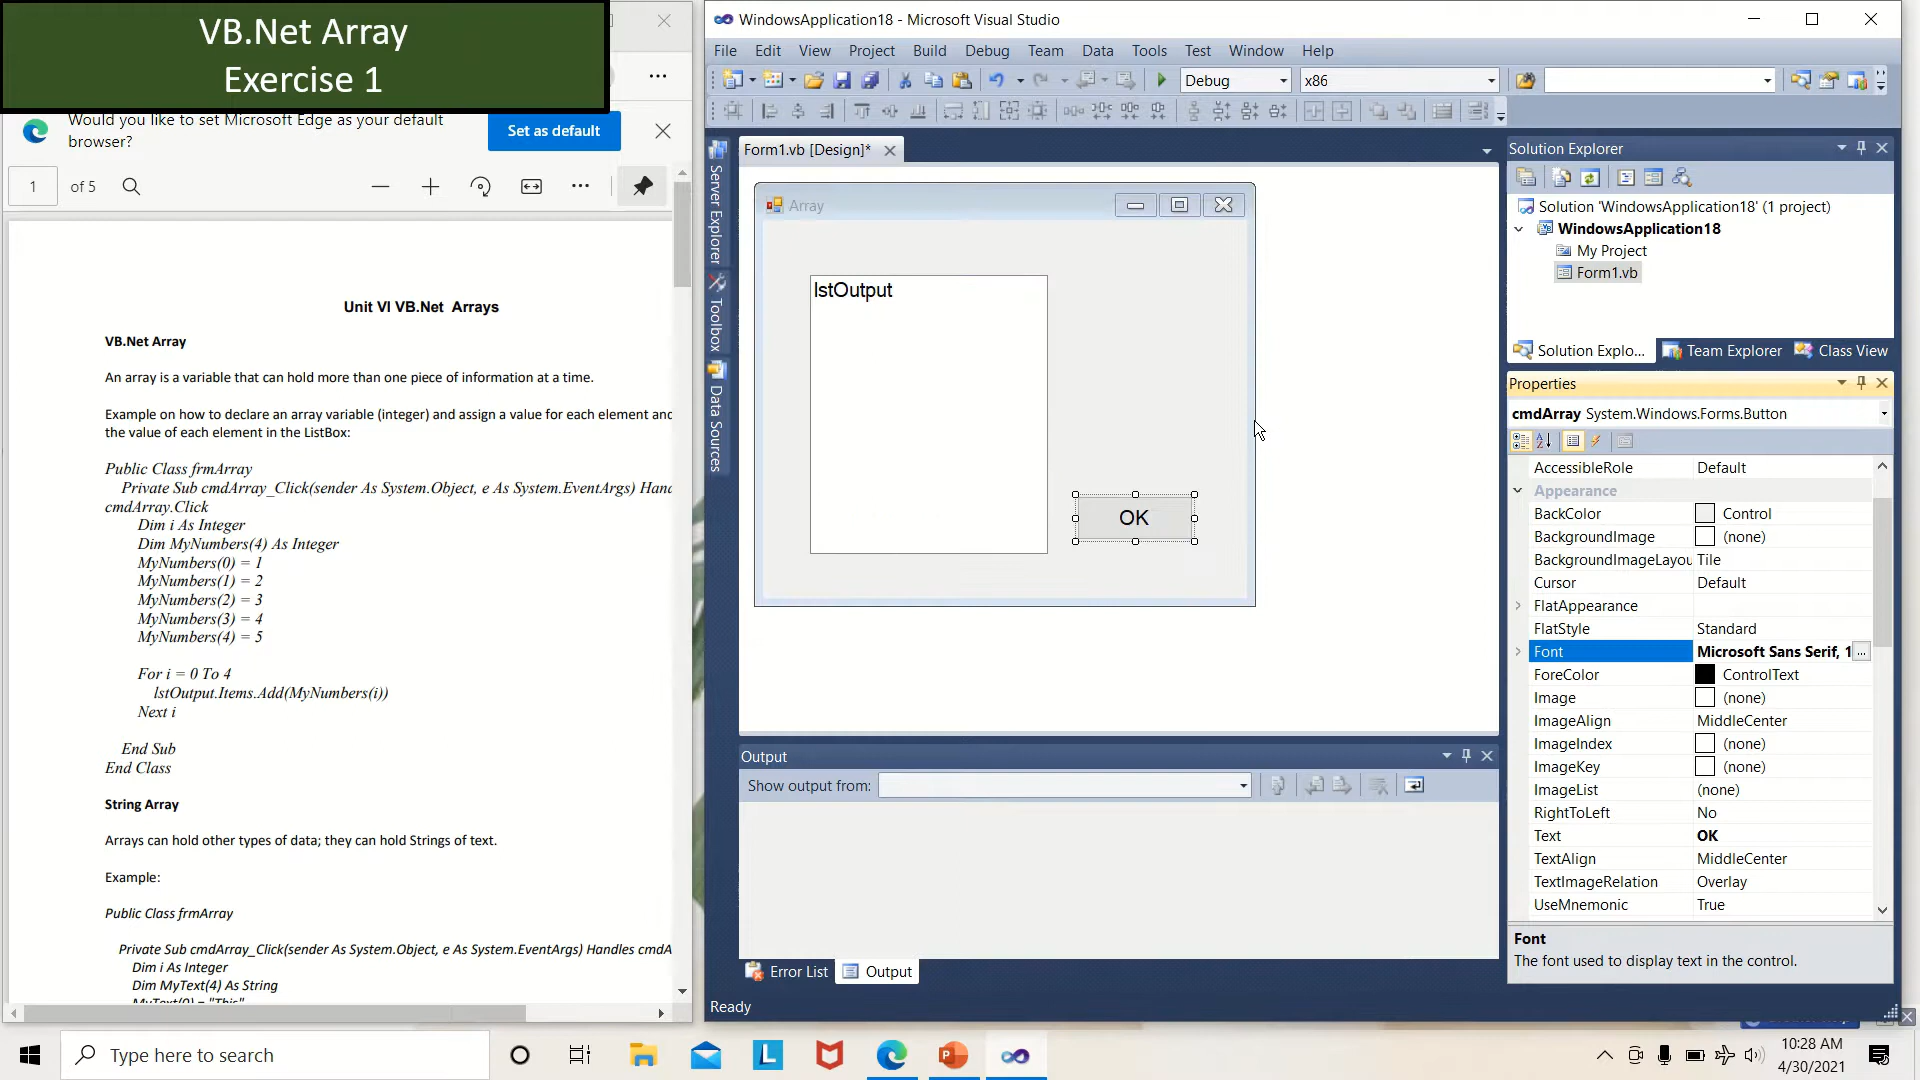 VB.Net Array
Exercise 1
Would you like to set Microsoft Edge as your default
browser?
Set as default
1
of 5
Unit VI VB.Net  Arrays
VB.Net Array
An array is a variable that can hold more than one piece of information at a time.
Example on how to declare an array variable (integer) and assign a value for each element and
the value of each element in the ListBox:
Public Class frmArray
Private Sub cmdArray_Click(sender As System.Object, e As System.EventArgs) Hand
cmdArray.Click
Dim i As Integer
Dim MyNumbers(4) As Integer
MyNumbers(0) = 1
MyNumbers(1) = 2
MyNumbers(2) = 3
MyNumbers(3) = 4
MyNumbers(4) = 5
For i = 0 To 4
lstOutput.Items.Add(MyNumbers(i))
Next i
End Sub
End Class
String Array
Arrays can hold other types of data; they can hold Strings of text.
Example:
Public Class frmArray
Private Sub cmdArray_Click(sender As System.Object, e As System.EventArgs) Handles cmdA
Dim i As Integer
Dim MyText(4) As String
MyText(0) = "This"
WindowsApplication18 - Microsoft Visual Studio
File Edit View Project Build Debug Team Data Tools Test Window Help
Debug
x86
Form1.vb [Design]*
Server Explorer
Toolbox
Data Sources
Array
lstOutput
OK
Output
Show output from:
Error List
Output
Ready
Solution Explorer
Solution 'WindowsApplication18' (1 project)
WindowsApplication18
My Project
Form1.vb
Solution Explo...
Team Explorer
Class View
Properties
cmdArray System.Windows.Forms.Button
AccessibleRole Default
Appearance
BackColor Control
BackgroundImage (none)
BackgroundImageLayou Tile
Cursor Default
FlatAppearance
FlatStyle Standard
Font Microsoft Sans Serif, 1
ForeColor ControlText
Image (none)
ImageAlign MiddleCenter
ImageIndex (none)
ImageKey (none)
ImageList (none)
RightToLeft No
Text OK
TextAlign MiddleCenter
TextImageRelation Overlay
UseMnemonic True
Font
The font used to display text in the control.
Type here to search
10:28 AM
4/30/2021